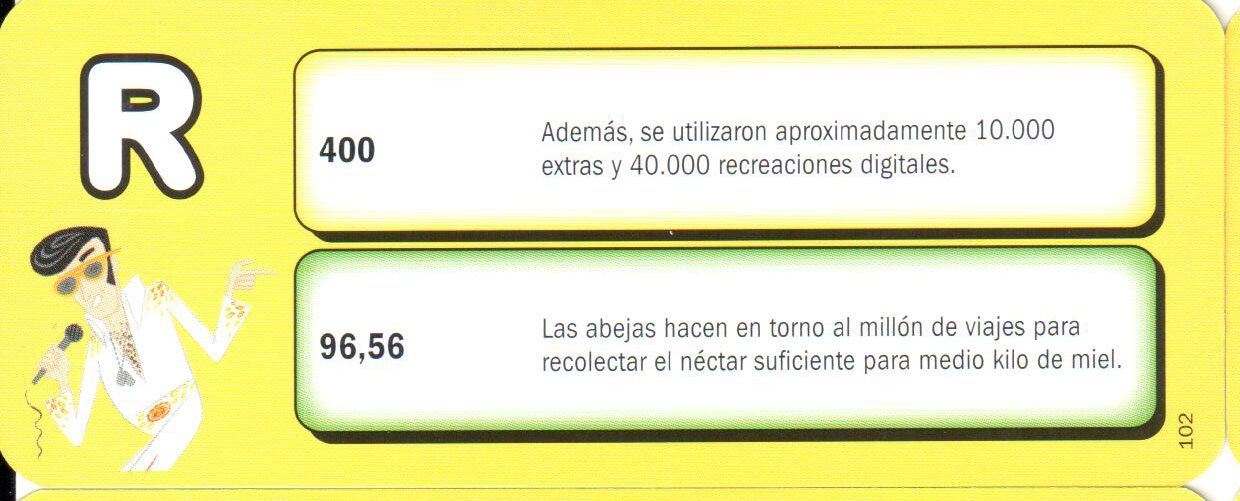 R
400
Además, se utilizaron aproximadamente 10.000
extras y 40.000 recreaciones digitales.
96,56
Las abejas hacen en torno al millón de viajes para
recolectar el néctar suficiente para medio kilo de miel.
102